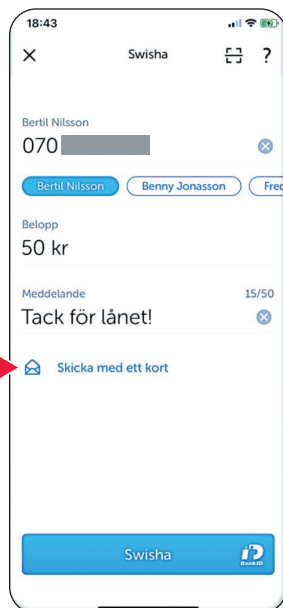 18:43
Swisha
?
Bertil Nilsson
070
Bertil Nilsson
Benny Jonasson
Fred
Belopp
50 kr
Meddelande 15/50
Tack för lånet!
Skicka med ett kort
Swisha
BankID